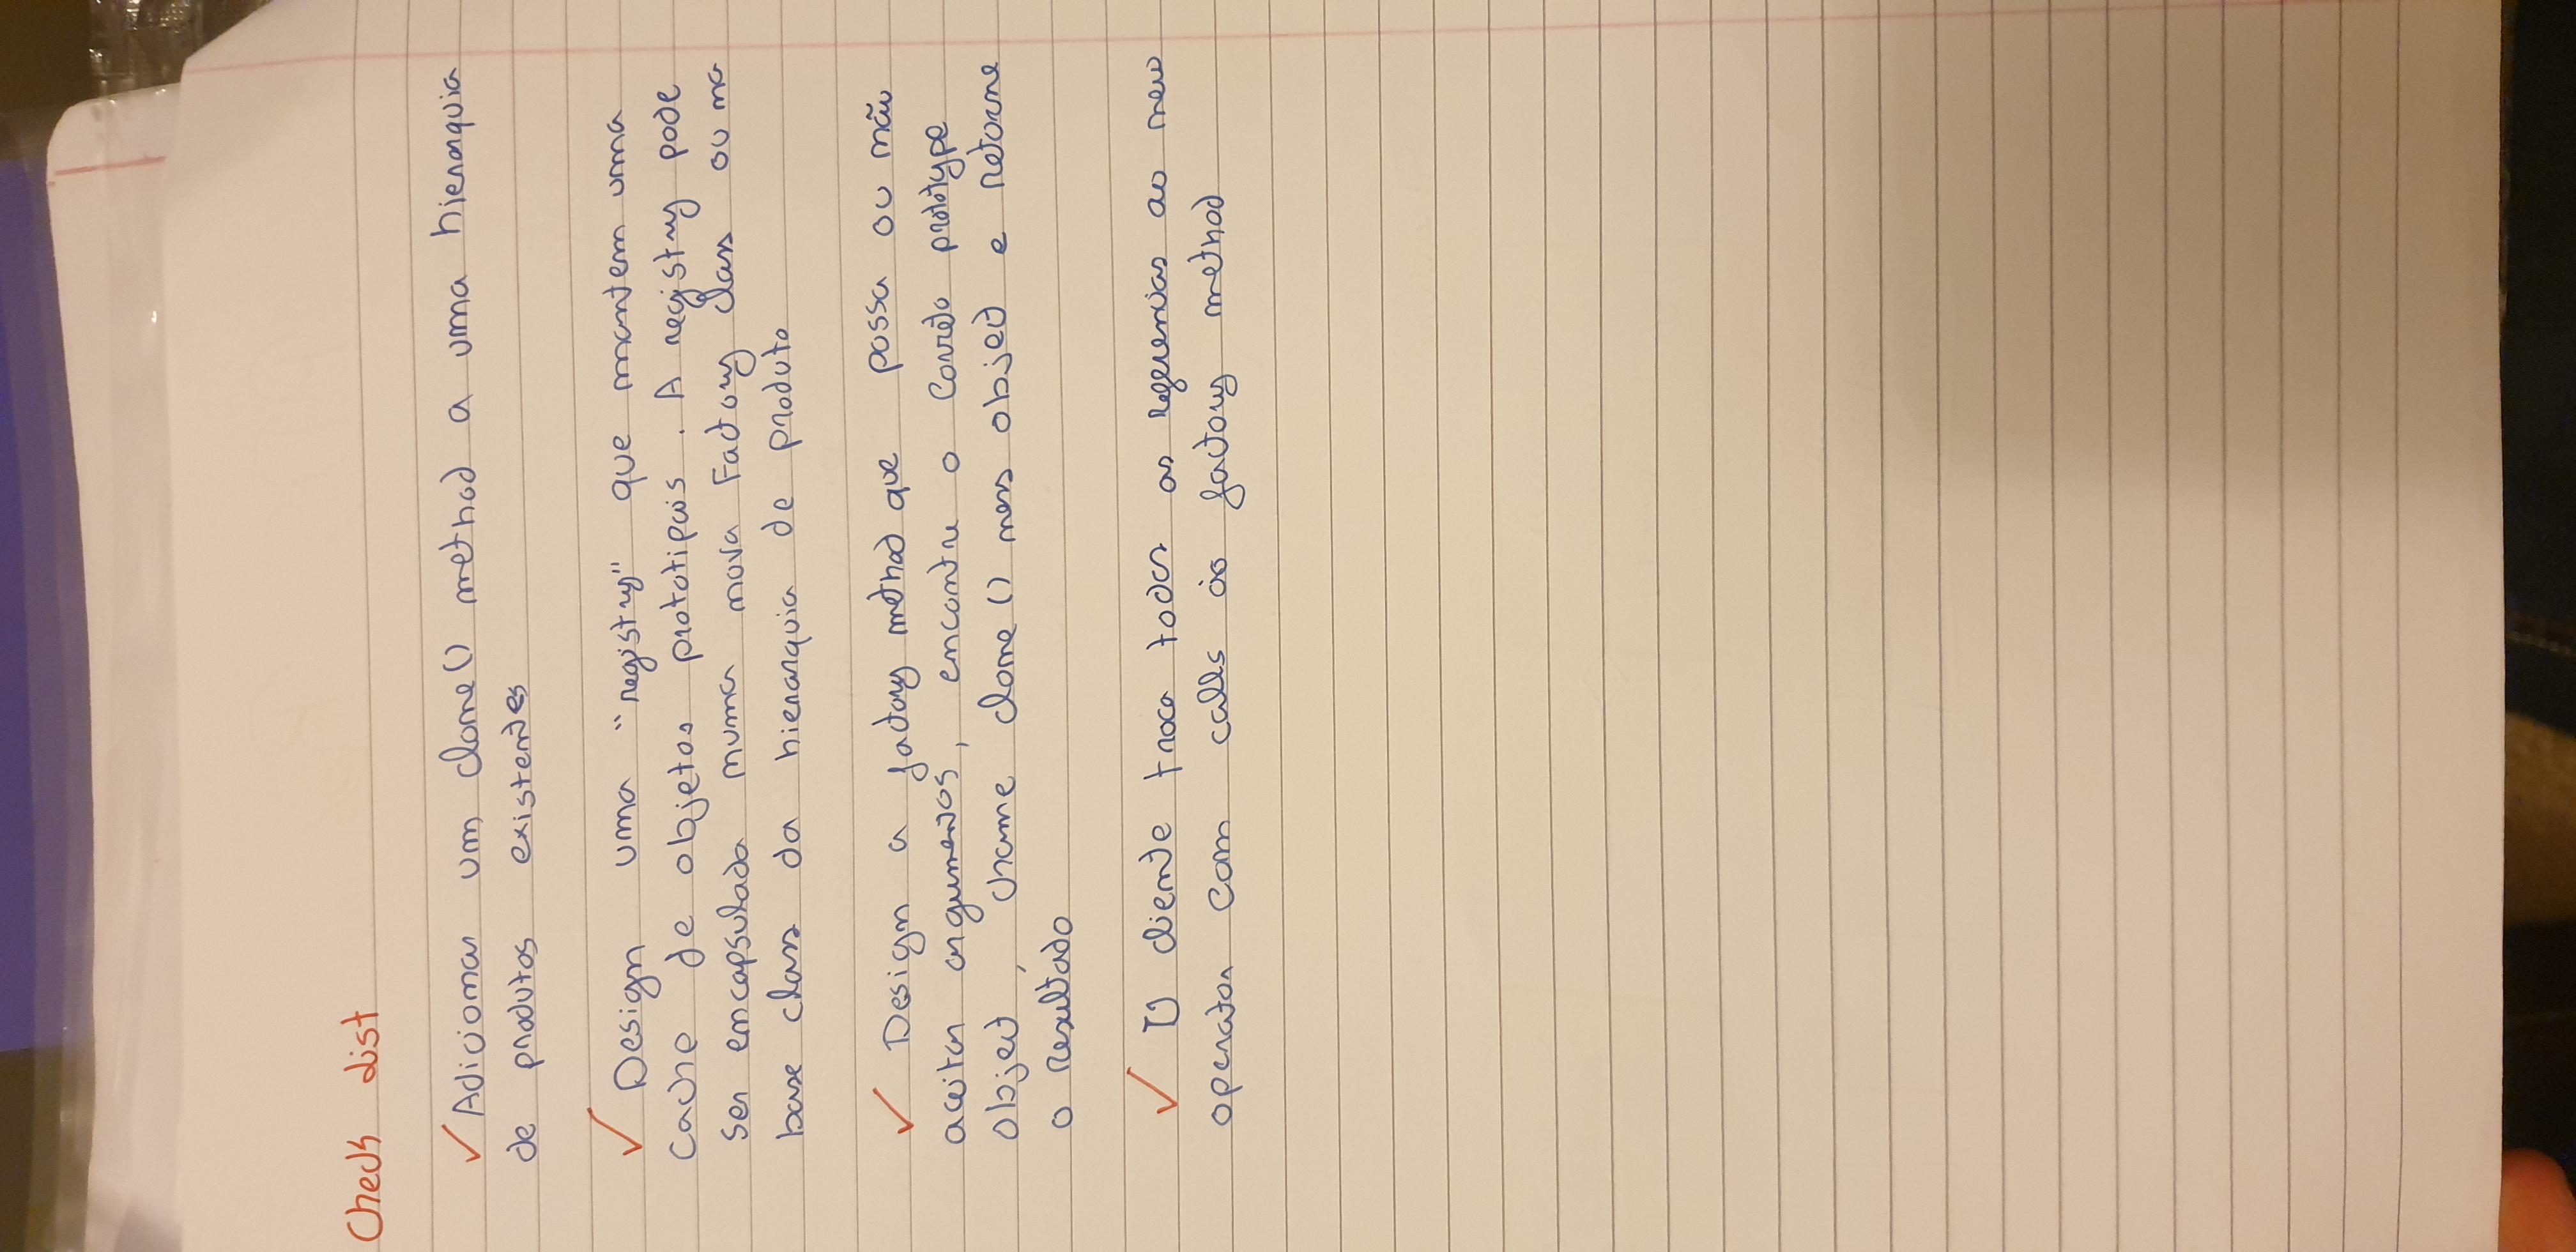 Check List
✓ Adicionar um clone() method a uma hierarquia
de produtos existentes
✓ Design uma "registry" que mantem uma
cache de objetos prototipais. A registry pode
ser encapsulada numa nova Factory class ou na
base class da hierarquia de produto
✓ Design a factory method que possa ou não
aceitar argumentos, encontre o correto prototype
object, chame clone() nesse object e retorne
o resultado
✓ O cliente troca todas as referencias ao new
operator com calls ao factory method